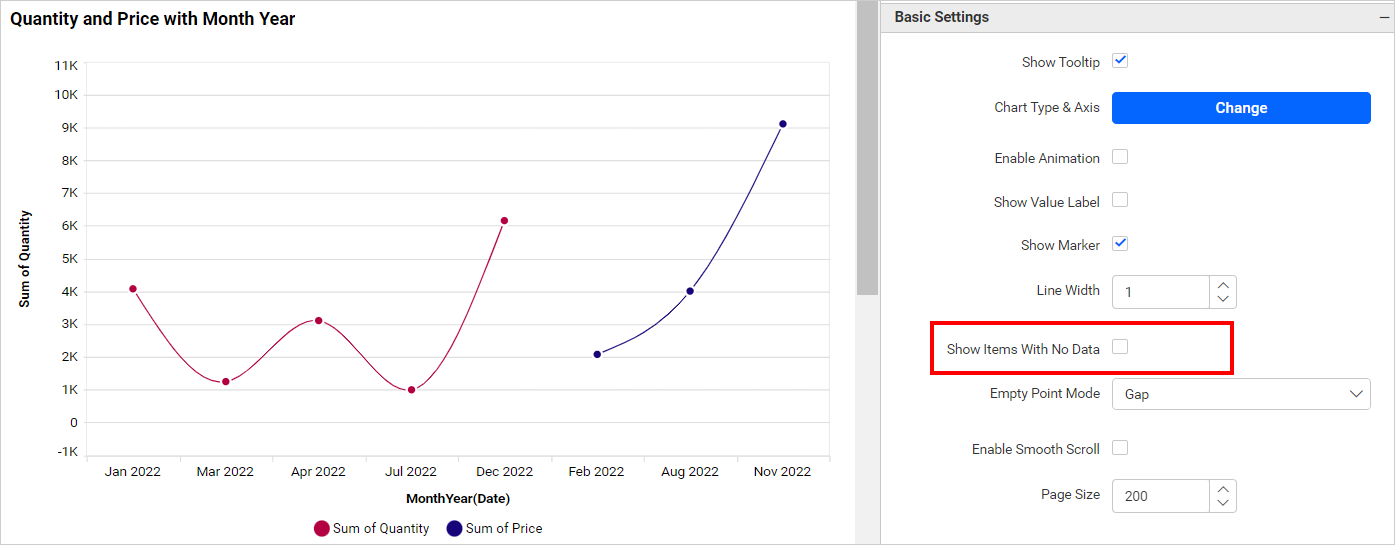 Quantity and Price with Month Year
11K
10K
9K
8K
7K
6K
5K
4K
3K
2K
1K
0
-1K
Sum of Quantity
Jan 2022
Mar 2022
Apr 2022
Jul 2022
Dec 2022
Feb 2022
Aug 2022
Nov 2022
MonthYear(Date)
Sum of Quantity
Sum of Price
Basic Settings
Show Tooltip
Chart Type & Axis
Change
Enable Animation
Show Value Label
Show Marker
Line Width
1
Show Items With No Data
Empty Point Mode
Gap
Enable Smooth Scroll
Page Size
200